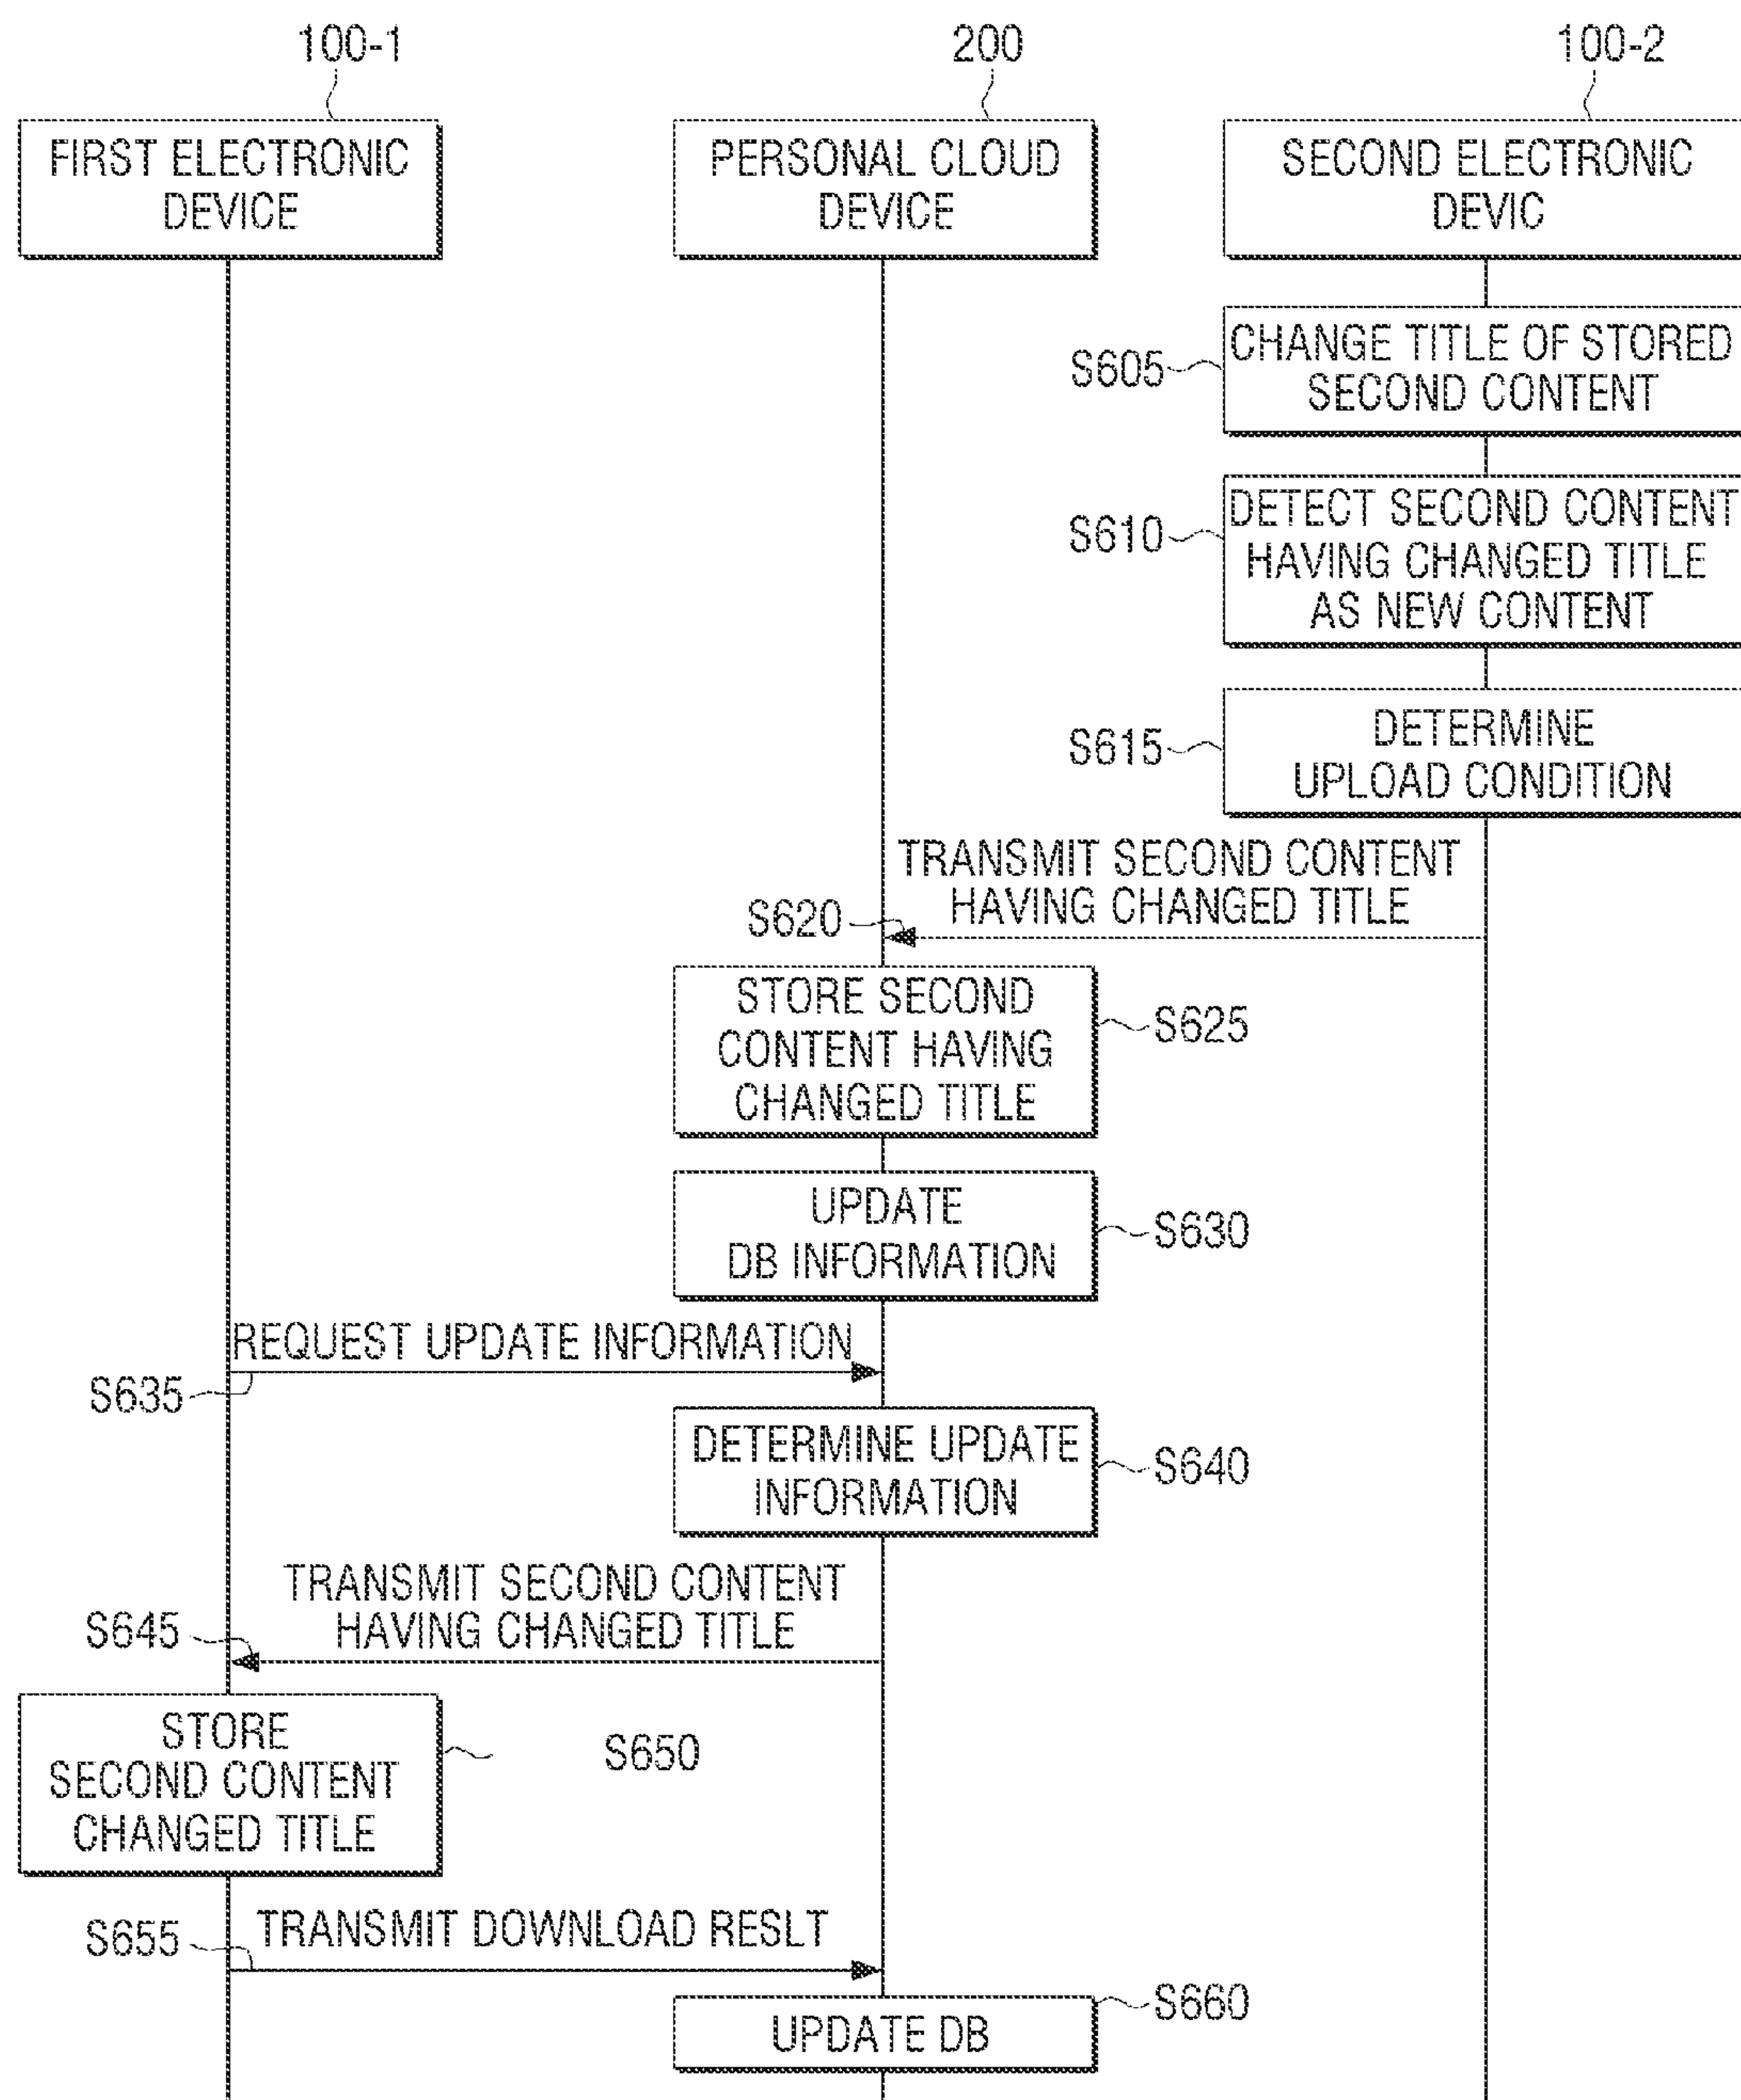 100-1
200
100-2
FIRST ELECTRONIC
DEVICE
PERSONAL CLOUD
DEVICE
SECOND ELECTRONIC
DEVIC
S605
CHANGE TITLE OF STORED
SECOND CONTENT
S610
DETECT SECOND CONTENT
HAVING CHANGED TITLE
AS NEW CONTENT
S615
DETERMINE
UPLOAD CONDITION
TRANSMIT SECOND CONTENT
HAVING CHANGED TITLE
S620
STORE SECOND
CONTENT HAVING
CHANGED TITLE
S625
UPDATE
DB INFORMATION
S630
REQUEST UPDATE INFORMATION
S635
DETERMINE UPDATE
INFORMATION
S640
TRANSMIT SECOND CONTENT
HAVING CHANGED TITLE
S645
STORE
SECOND CONTENT
CHANGED TITLE
S650
S655
TRANSMIT DOWNLOAD RESLT
S660
UPDATE DB